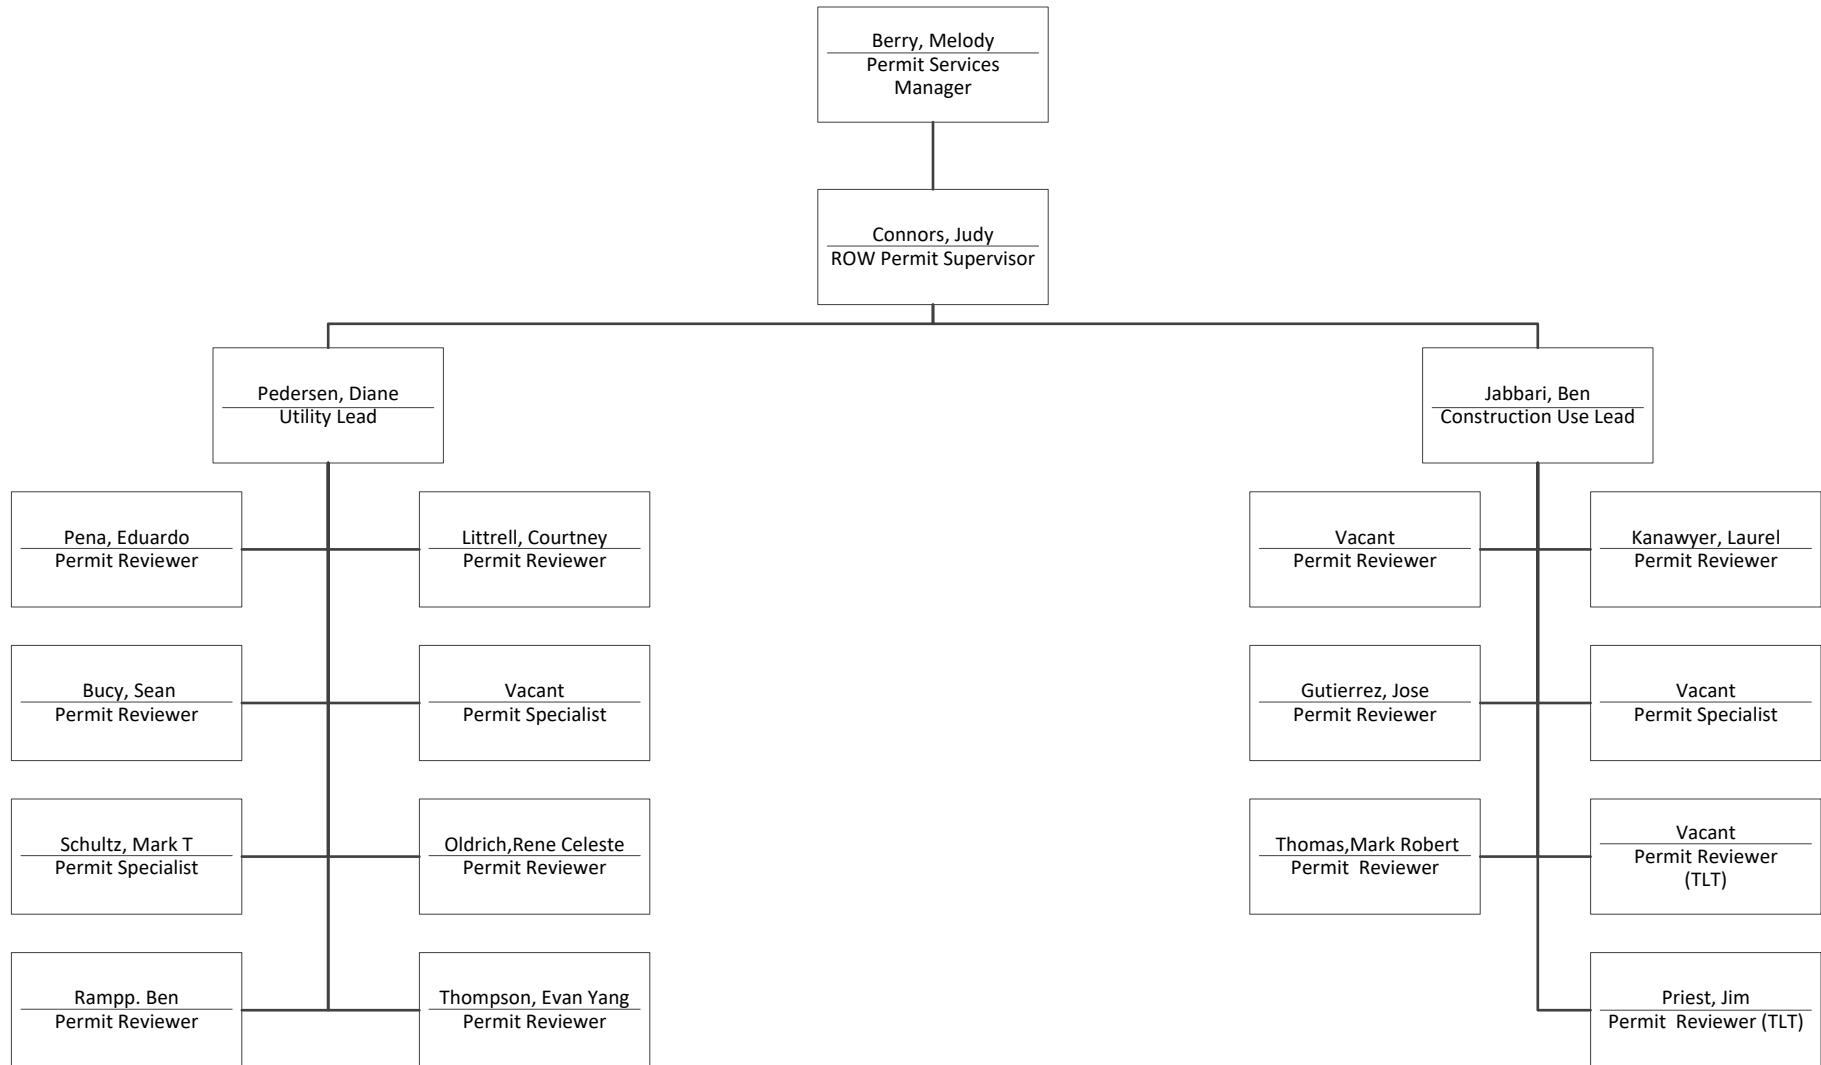 Berry, Melody
Permit Services
Manager
Connors, Judy
ROW Permit Supervisor
Pedersen, Diane
Utility Lead
Jabbari, Ben
Construction Use Lead
Pena, Eduardo
Permit Reviewer
Littrell, Courtney
Permit Reviewer
Vacant
Permit Reviewer
Kanawyer, Laurel
Permit Reviewer
Bucy, Sean
Permit Reviewer
Vacant
Permit Specialist
Gutierrez, Jose
Permit Reviewer
Vacant
Permit Specialist
Schultz, Mark T
Permit Specialist
Oldrich,Rene Celeste
Permit Reviewer
Thomas,Mark Robert
Permit  Reviewer
Vacant
Permit Reviewer
(TLT)
Rampp. Ben
Permit Reviewer
Thompson, Evan Yang
Permit Reviewer
Priest, Jim
Permit  Reviewer (TLT)